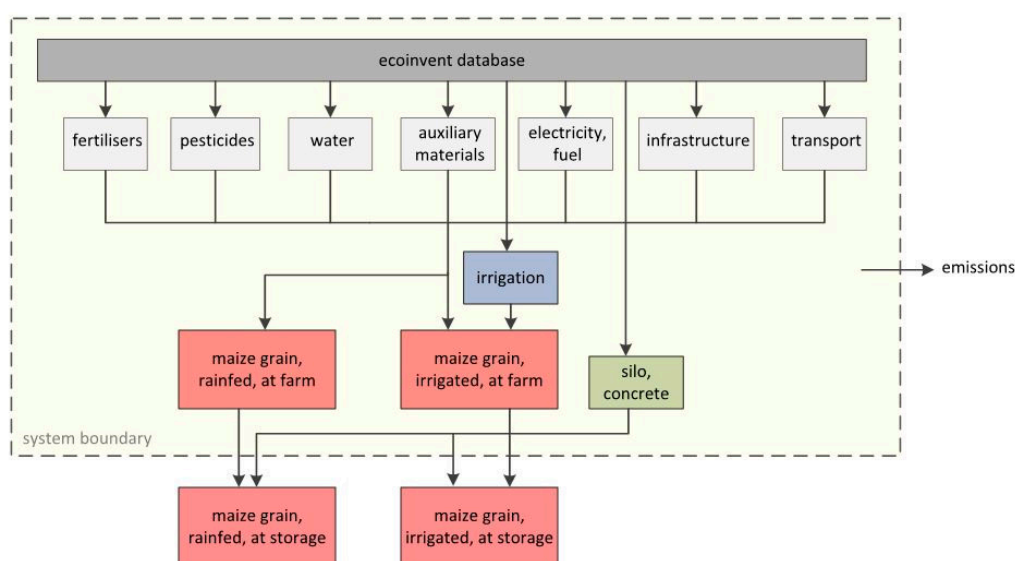 ecoinvent database
fertilisers
pesticides
water
auxiliary
materials
electricity,
fuel
infrastructure
transport
irrigation
emissions
maize grain,
rainfed, at farm
maize grain,
irrigated, at farm
silo,
concrete
system boundary
maize grain,
rainfed, at storage
maize grain,
irrigated, at storage